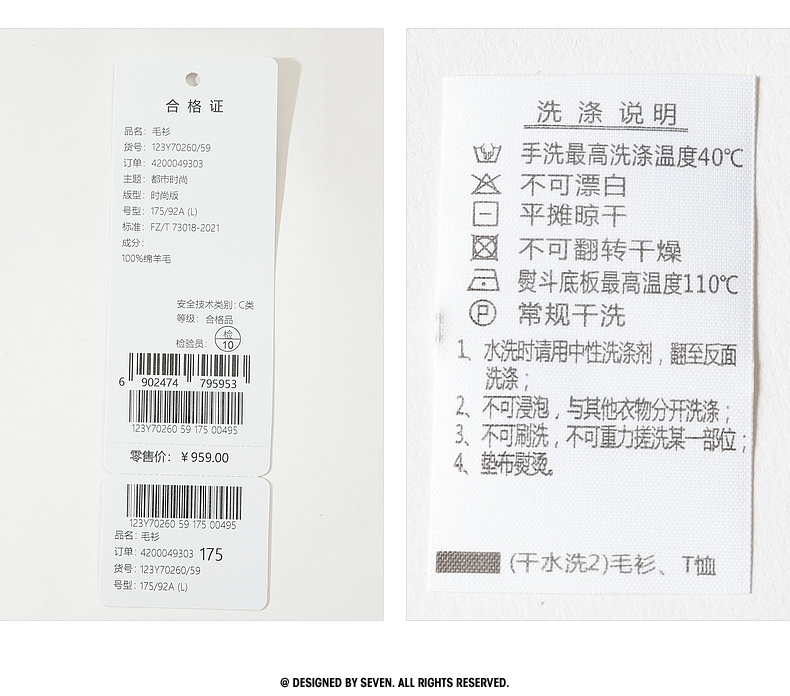 合格证
品名: 毛衫
货号: 123Y70260/59
订单: 4200049303
主题: 都市时尚
版型: 时尚版
号型: 175/92A (L)
标准: FZ/T 73018-2021
成分:
100%绵羊毛
安全技术类别: C类
等级: 合格品
检验员: 检 10
6 902474 795953
123Y70260 59 175 00495
零售价: ￥959.00
123Y70260 59 175 00495
品名: 毛衫
订单: 4200049303 175
货号: 123Y70260/59
号型: 175/92A (L)
洗涤说明
手洗最高洗涤温度40℃
不可漂白
平摊晾干
不可翻转干燥
熨斗底板最高温度110℃
P 常规干洗
1、水洗时请用中性洗涤剂，翻至反面
洗涤；
2、不可浸泡，与其他衣物分开洗涤；
3、不可刷洗，不可重力搓洗某一部位；
4、垫布熨烫。
(干水洗2)毛衫、T恤
@ DESIGNED BY SEVEN. ALL RIGHTS RESERVED.